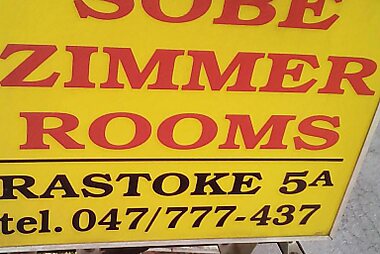 SOBE
ZIMMER
ROOMS
RASTOKE 5A
tel. 047/777-437